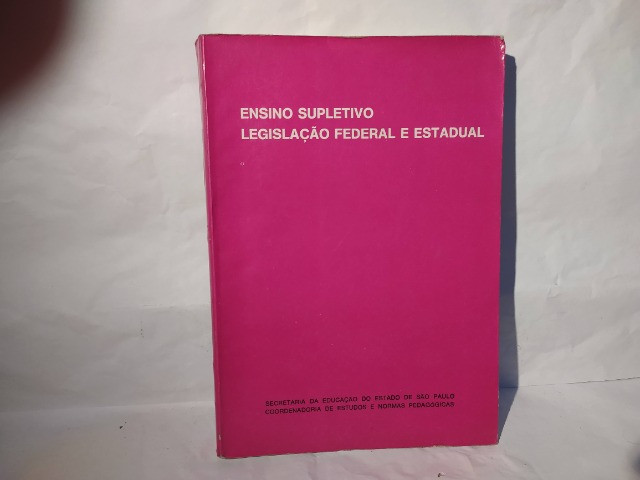 ENSINO SUPLETIVO
LEGISLAÇÃO FEDERAL E ESTADUAL
SECRETARIA DA EDUCAÇÃO DO ESTADO DE SÃO PAULO
COORDENADORIA DE ESTUDOS E NORMAS PEDAGÓGICAS